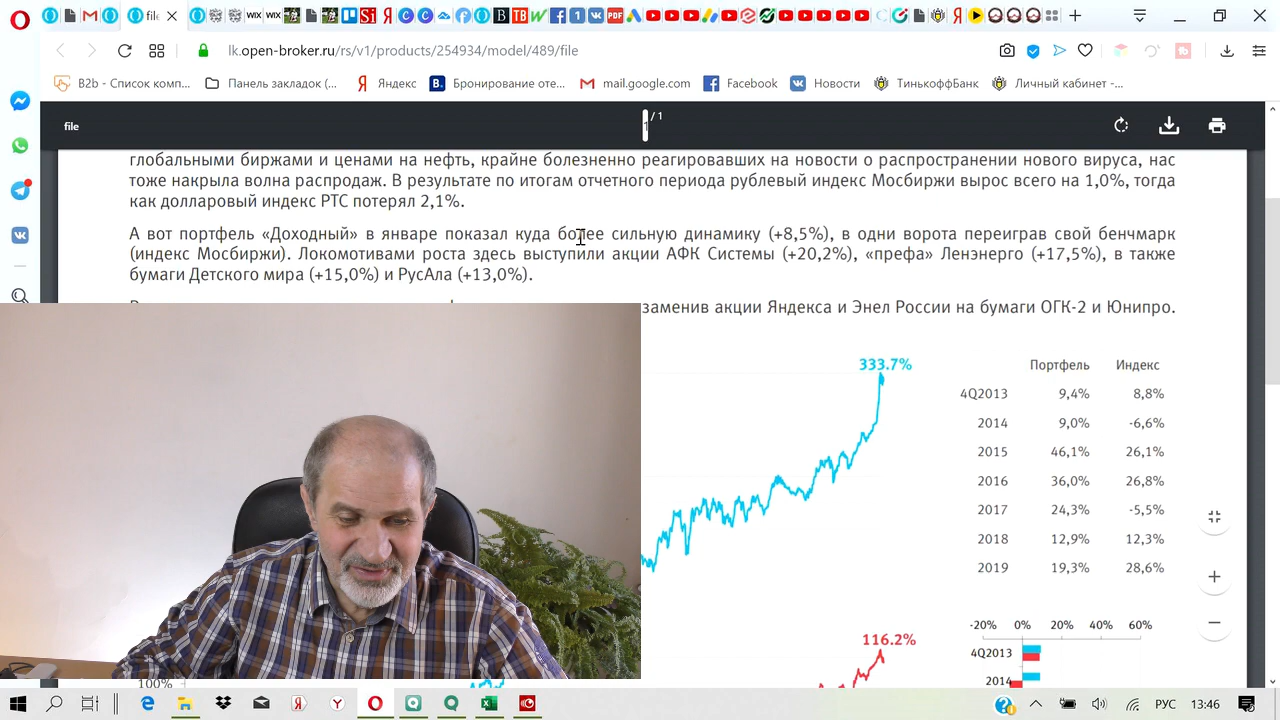 file
lk.open-broker.ru/rs/v1/products/254934/model/489/file
B2b - Список комп...
Панель закладок (...
Яндекс
Бронирование оте...
mail.google.com
Facebook
Новости
ТинькоффБанк
Личный кабинет -...
file
1 / 1
глобальными биржами и ценами на нефть, крайне болезненно реагировавших на новости о распространении нового вируса, нас
тоже накрыла волна распродаж. В результате по итогам отчетного периода рублевый индекс Мосбиржи вырос всего на 1,0%, тогда
как долларовый индекс РТС потерял 2,1%.
А вот портфель «Доходный» в январе показал куда более сильную динамику (+8,5%), в одни ворота переиграв свой бенчмарк
(индекс Мосбиржи). Локомотивами роста здесь выступили акции АФК Системы (+20,2%), «префа» Ленэнерго (+17,5%), в также
бумаги Детского мира (+15,0%) и РусАла (+13,0%).
заменив акции Яндекса и Энел России на бумаги ОГК-2 и Юнипро.
333.7%
Портфель Индекс
4Q2013 9,4% 8,8%
2014 9,0% -6,6%
2015 46,1% 26,1%
2016 36,0% 26,8%
2017 24,3% -5,5%
2018 12,9% 12,3%
2019 19,3% 28,6%
116.2%
-20% 0% 20% 40% 60%
4Q2013
2014
100%
РУС
13:46